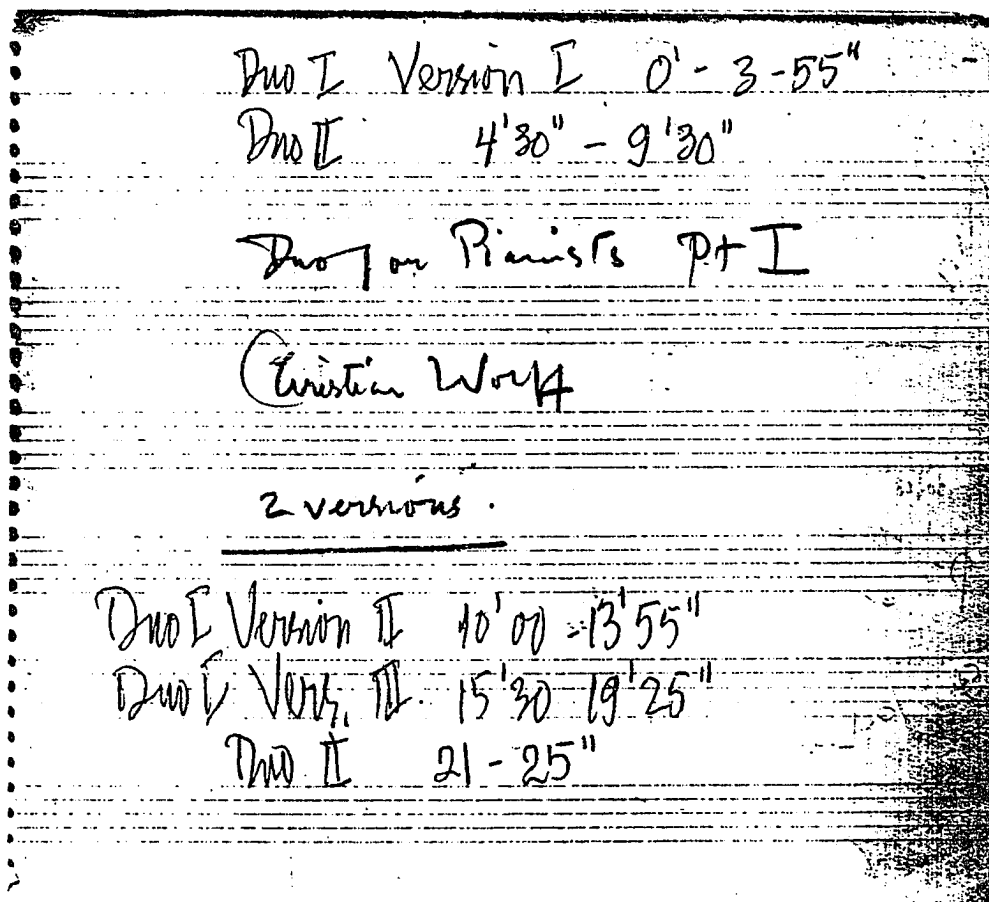 Duo I Version I 0' - 3-55"
Duo II 4'30" - 9'30"
Duo for Pianists Pt I
Christian Wolff
2 versions.
Duo I Version II 10'00 - 13'55"
Duo I Vers. III. 15'30 19'25"
Duo II 21 - 25"